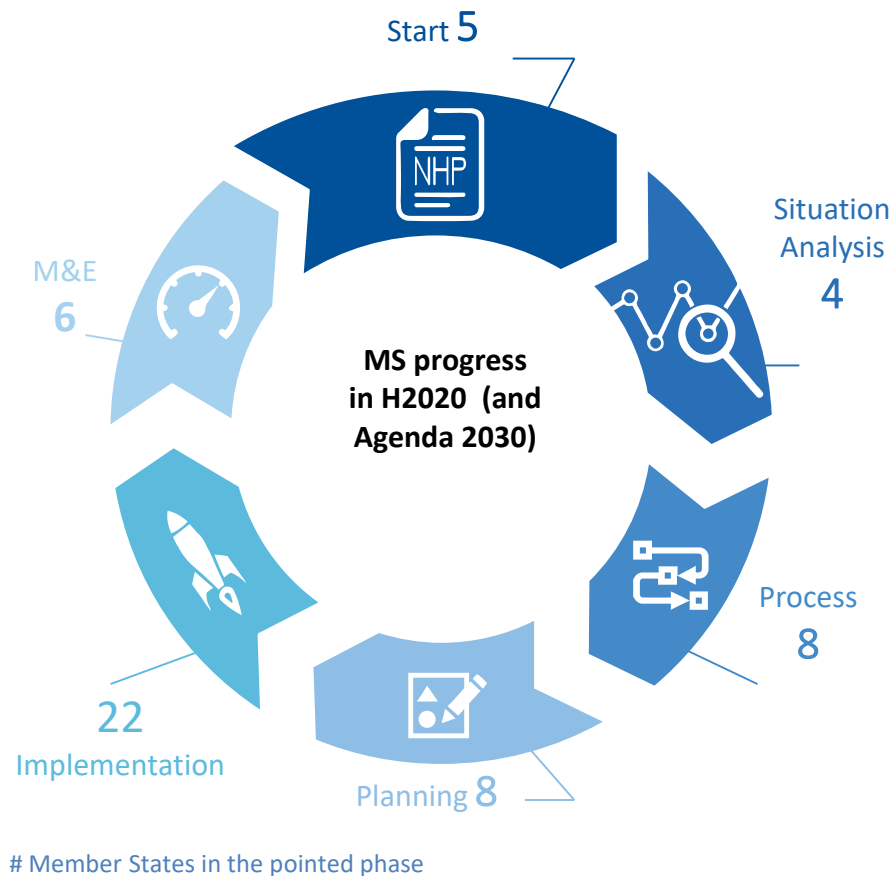 Start 5
NHP
Situation
Analysis
4
M&E
6
MS progress
in H2020 (and
Agenda 2030)
Process
8
22
Implementation
Planning 8
# Member States in the pointed phase